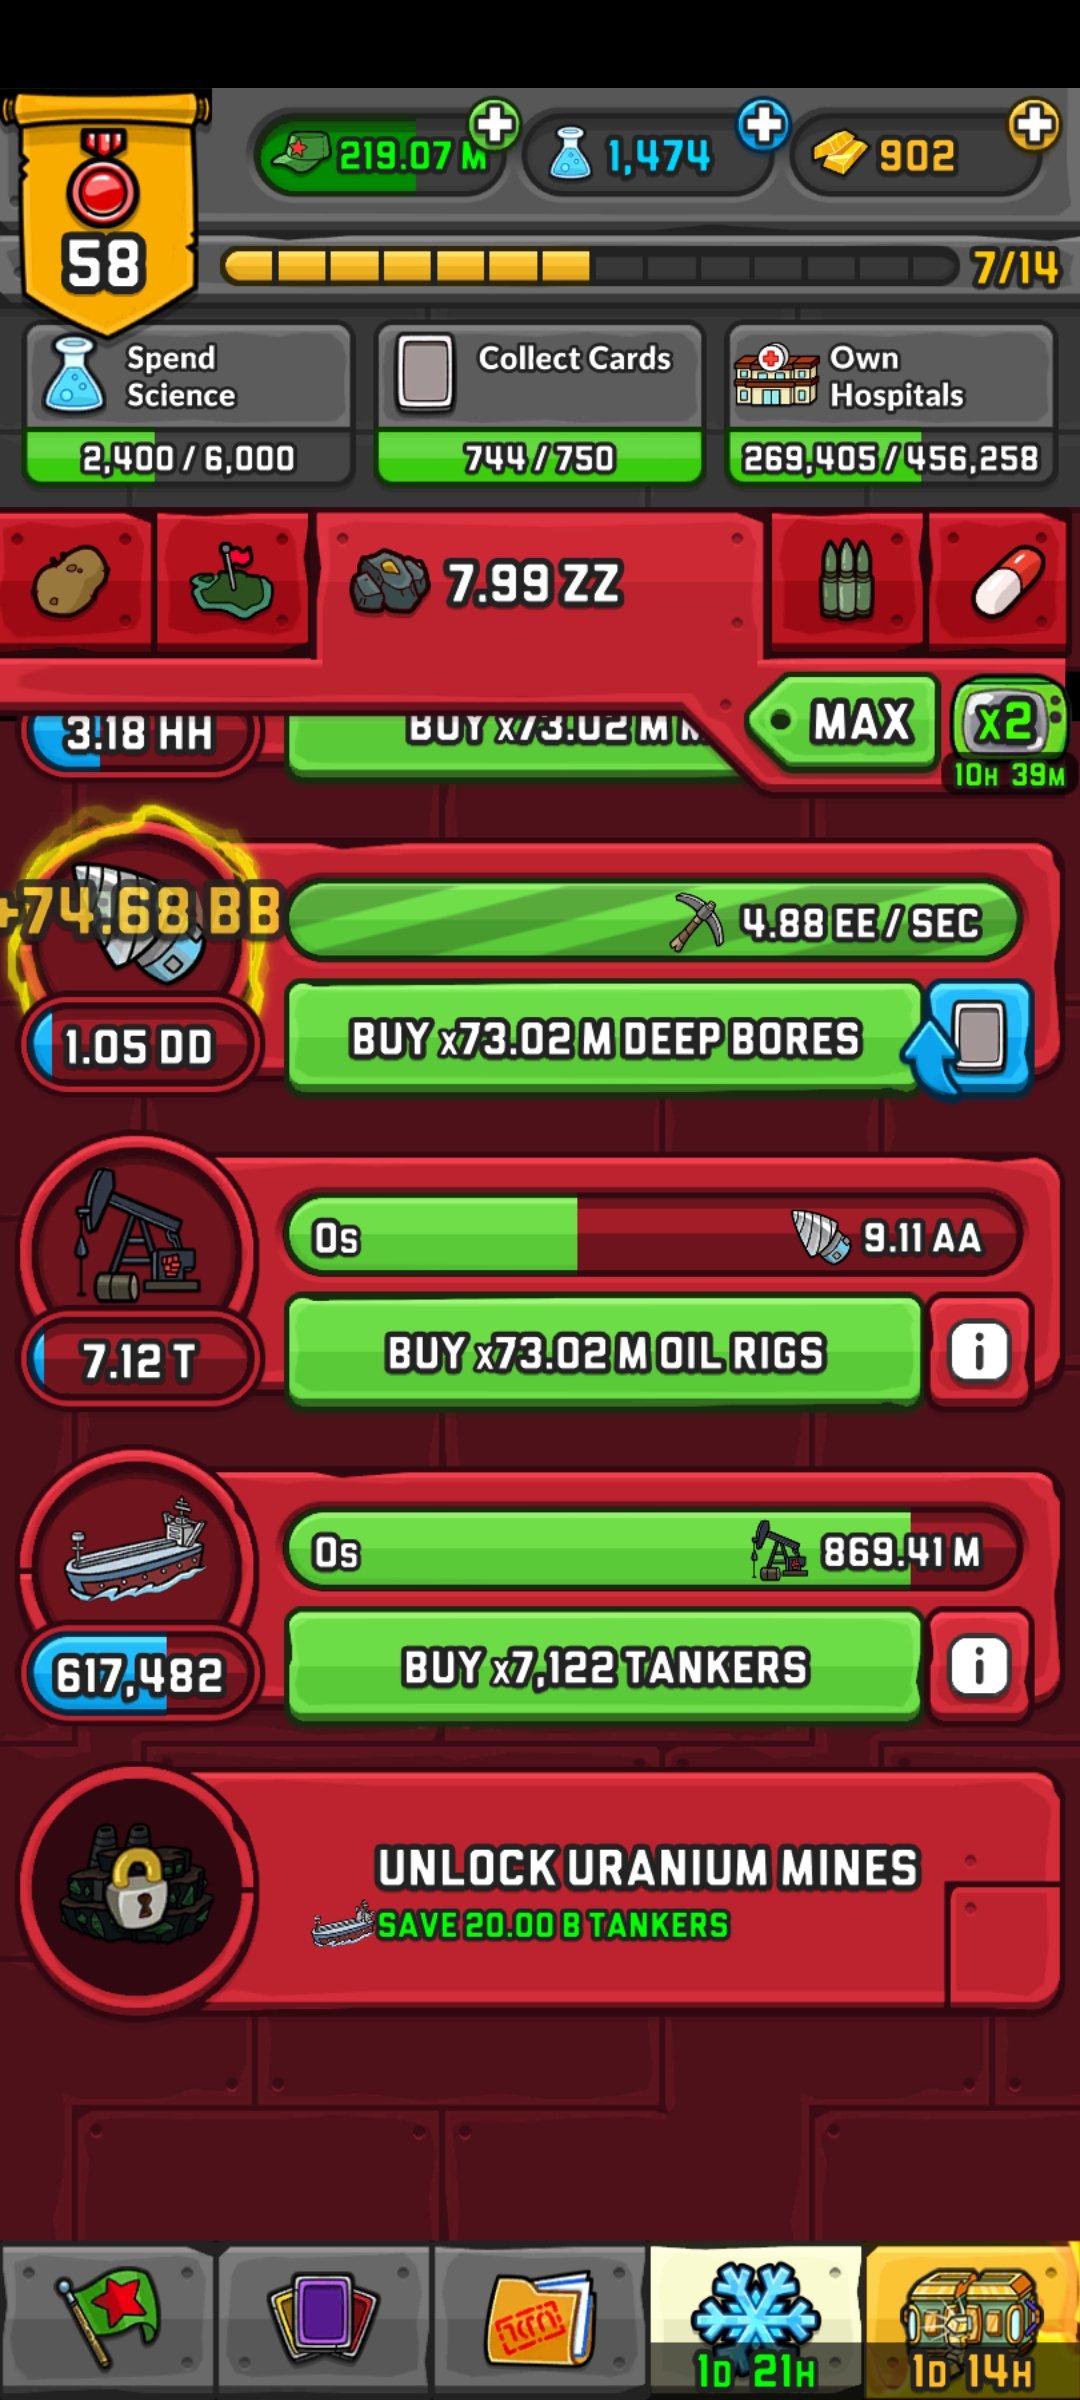 219.07 M
1,474
902
58
7/14
Spend
Science
Collect Cards
Own
Hospitals
2,400 / 6,000
744 / 750
269,405 / 456,258
7.99 ZZ
MAX
x2
10H 39M
3.18 HH
BUY x73.02 M
+74.68 BB
4.88 EE / SEC
1.05 DD
BUY x73.02 M DEEP BORES
0s
9.11 AA
7.12 T
BUY x73.02 M OIL RIGS
i
0s
869.41 M
617,482
BUY x7,122 TANKERS
i
UNLOCK URANIUM MINES
SAVE 20.00 B TANKERS
1D 21H
1D 14H